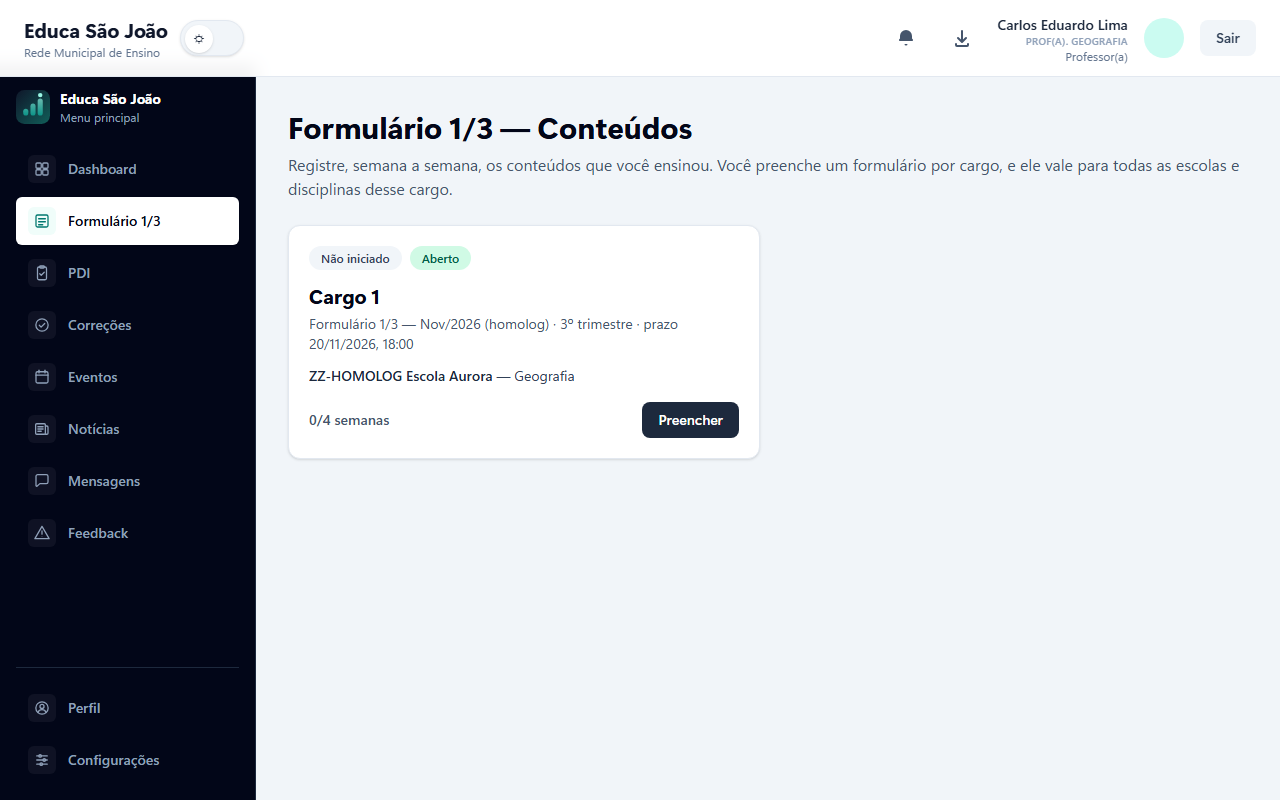 Educa São João
Rede Municipal de Ensino
Carlos Eduardo Lima
PROF(A). GEOGRAFIA
Professor(a)
Sair
Educa São João
Menu principal
Dashboard
Formulário 1/3
PDI
Correções
Eventos
Notícias
Mensagens
Feedback
Perfil
Configurações
Formulário 1/3 — Conteúdos
Registre, semana a semana, os conteúdos que você ensinou. Você preenche um formulário por cargo, e ele vale para todas as escolas e
disciplinas desse cargo.
Não iniciado
Aberto
Cargo 1
Formulário 1/3 — Nov/2026 (homolog) · 3º trimestre · prazo
20/11/2026, 18:00
ZZ-HOMOLOG Escola Aurora — Geografia
0/4 semanas
Preencher